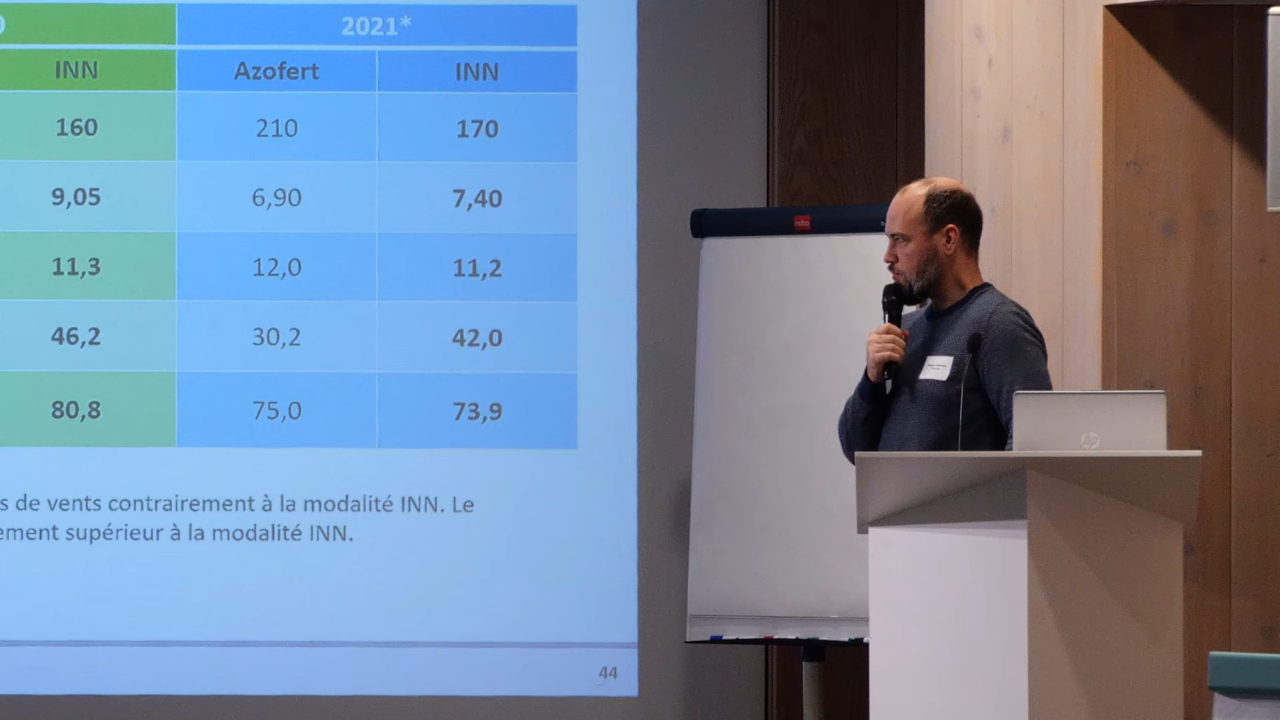 2021*
INN Azofert INN
160 210 170
9,05 6,90 7,40
11,3 12,0 11,2
46,2 30,2 42,0
80,8 75,0 73,9
s de vents contrairement à la modalité INN. Le
ement supérieur à la modalité INN.
44
hp